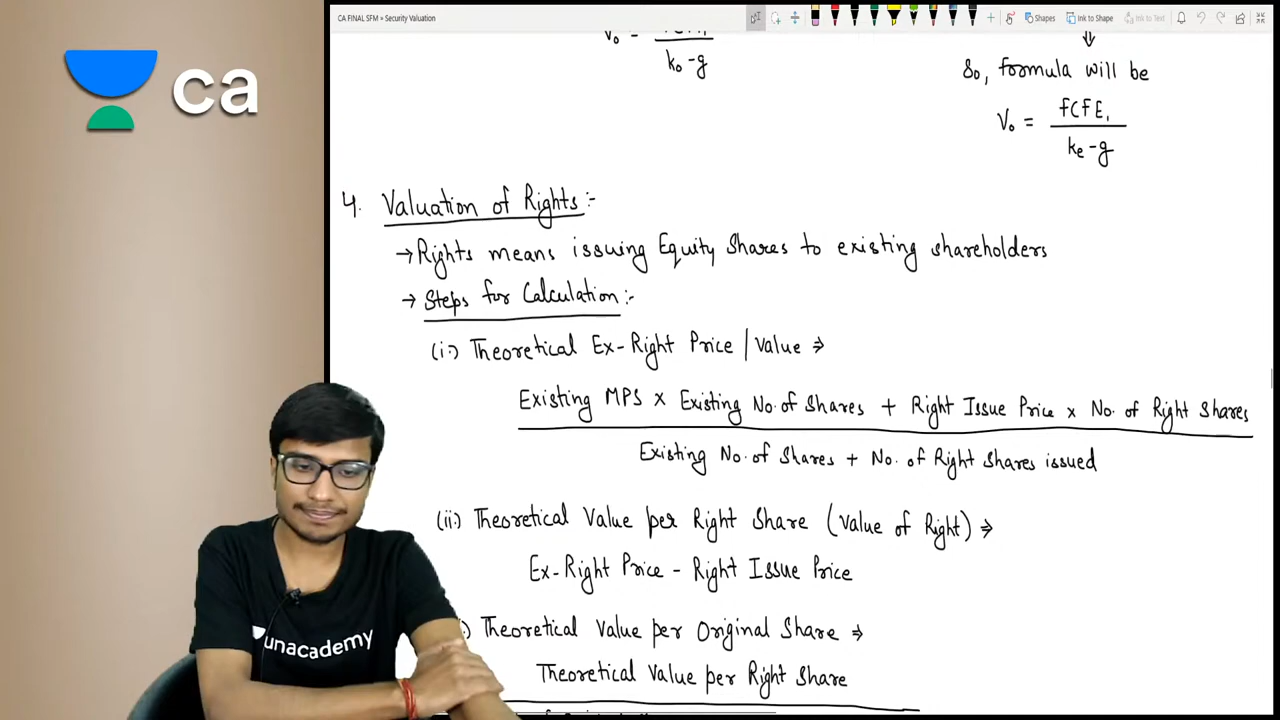 CA FINAL SFM » Security Valuation
Shapes
Ink to Shape
Ink to Text
ca
V₀ =
k₀-g
So, formula will be
V₀ = FCFE₁
kₑ-g
4. Valuation of Rights :-
→ Rights means issuing Equity Shares to existing shareholders
→ Steps for Calculation :-
(i.) Theoretical Ex-Right Price | Value ⇒
Existing MPS x Existing No. of Shares + Right Issue Price x No. of Right Shares
Existing No. of Shares + No. of Right Shares issued
(ii.) Theoretical Value per Right Share (Value of Right) ⇒
Ex-Right Price - Right Issue Price
Theoretical Value per Original Share ⇒
Theoretical Value per Right Share
unacademy